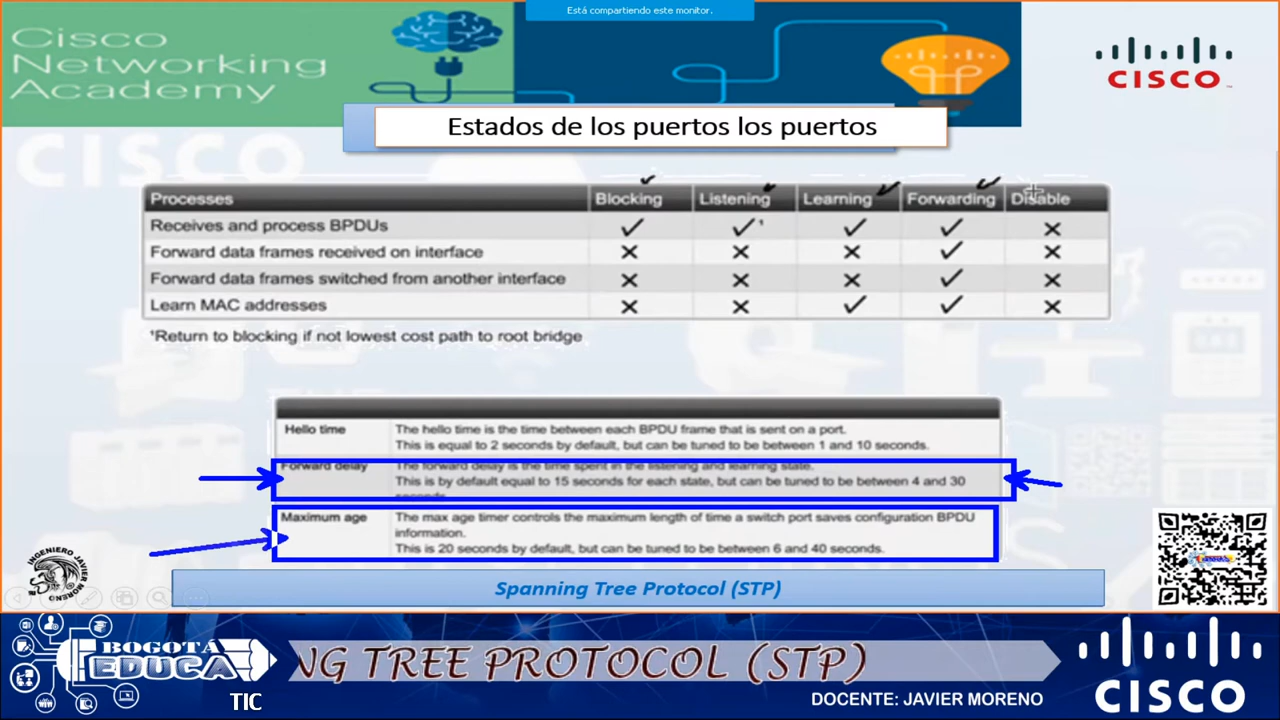 Está compartiendo este monitor.
Cisco
Networking
Academy
CISCO
Estados de los puertos los puertos
CISCO
Processes Blocking Listening Learning Forwarding Disable
Receives and process BPDUs ✓ ✓¹ ✓ ✓ ✕
Forward data frames received on interface ✕ ✕ ✕ ✓ ✕
Forward data frames switched from another interface ✕ ✕ ✕ ✓ ✕
Learn MAC addresses ✕ ✕ ✓ ✓ ✕
¹Return to blocking if not lowest cost path to root bridge
Hello time The hello time is the time between each BPDU frame that is sent on a port.
This is equal to 2 seconds by default, but can be tuned to be between 1 and 10 seconds.
Forward delay The forward delay is the time spent in the listening and learning state.
This is by default equal to 15 seconds for each state, but can be tuned to be between 4 and 30
seconds.
Maximum age The max age timer controls the maximum length of time a switch port saves configuration BPDU
information.
This is 20 seconds by default, but can be tuned to be between 6 and 40 seconds.
INGENIERO JAVIER MORENO
Spanning Tree Protocol (STP)
BOGOTÁ
EDUCA
TIC
NG TREE PROTOCOL (STP)
DOCENTE: JAVIER MORENO
CISCO